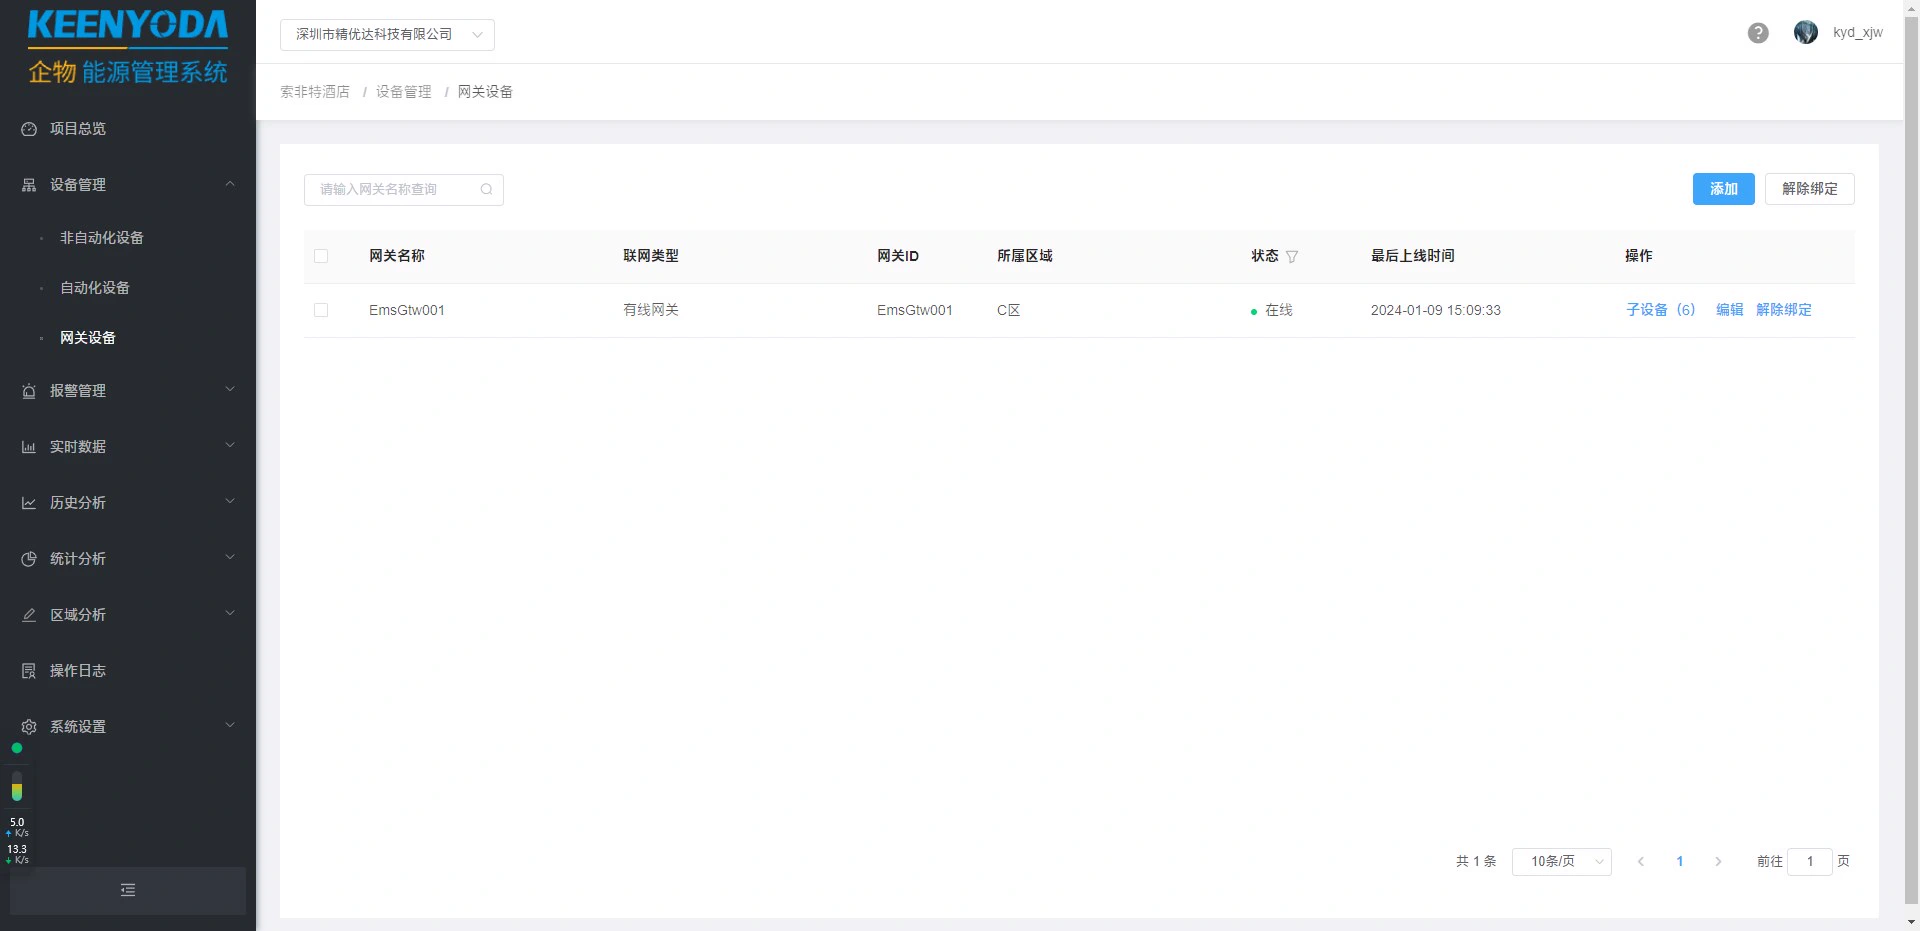 KEENYODA
企物 能源管理系统
项目总览
设备管理
非自动化设备
自动化设备
网关设备
报警管理
实时数据
历史分析
统计分析
区域分析
操作日志
系统设置
5.0
K/s
13.3
K/s
深圳市精优达科技有限公司
? kyd_xjw
索非特酒店 / 设备管理 / 网关设备
请输入网关名称查询
添加 解除绑定
网关名称 联网类型 网关ID 所属区域 状态 最后上线时间 操作
EmsGtw001 有线网关 EmsGtw001 C区 在线 2024-01-09 15:09:33 子设备（6） 编辑 解除绑定
共 1 条 10条/页 1 前往 1 页